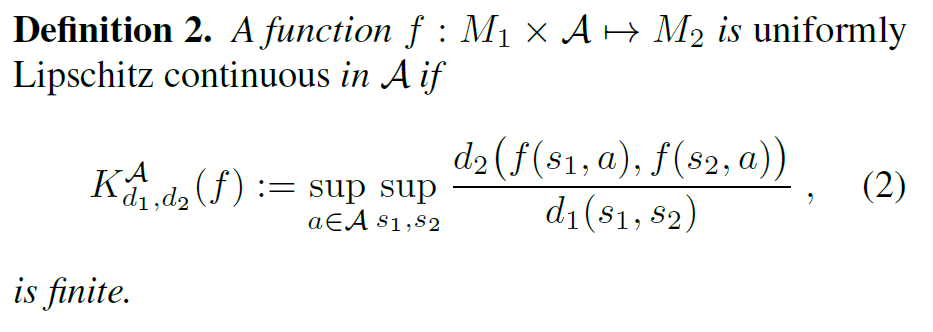 Definition 2. A function f : M₁ × 𝒜 ↦ M₂ is uniformly
Lipschitz continuous in 𝒜 if
K^𝒜_{d₁,d₂}(f) := sup_{a∈𝒜} sup_{s₁,s₂} d₂(f(s₁, a), f(s₂, a)) / d₁(s₁, s₂) , (2)
is finite.